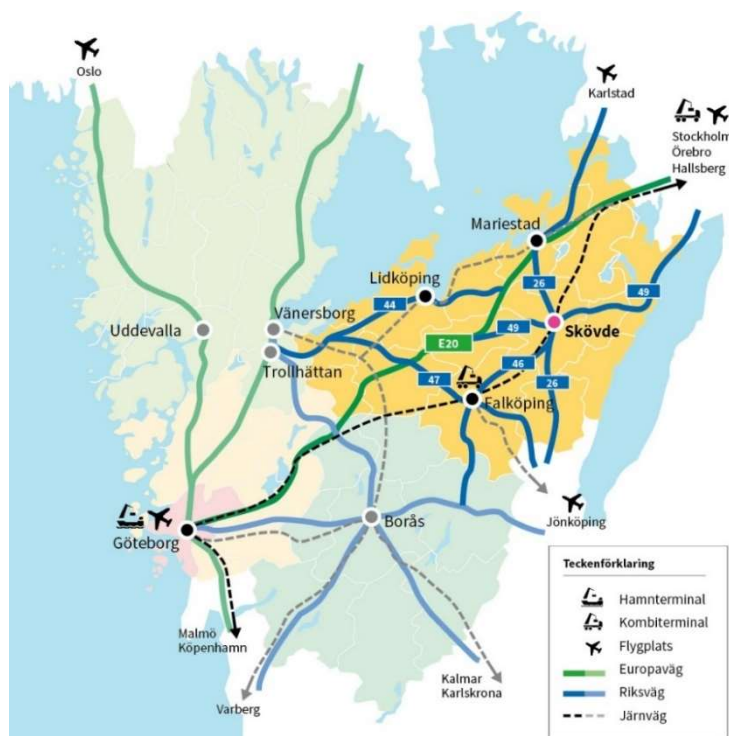 Oslo
Karlstad
Stockholm
Örebro
Hallsberg
Mariestad
Lidköping
26
49
44
Vänersborg
Uddevalla
49
Skövde
E20
Trollhättan
46
47
26
Falköping
Jönköping
Borås
Göteborg
Malmö
Köpenhamn
Kalmar
Karlskrona
Varberg
Teckenförklaring
Hamnterminal
Kombiterminal
Flygplats
Europaväg
Riksväg
Järnväg